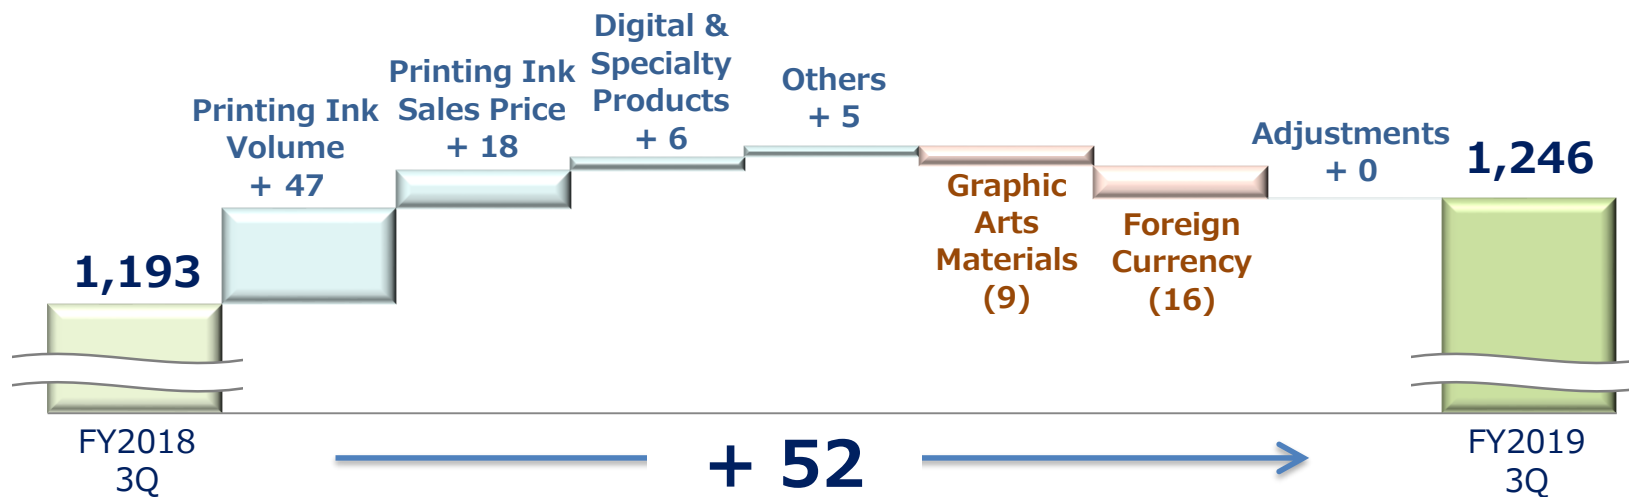 Printing Ink
Volume
+ 47
Printing Ink
Sales Price
+ 18
Digital &
Specialty
Products
+ 6
Others
+ 5
Graphic
Arts
Materials
(9)
Foreign
Currency
(16)
Adjustments
+ 0
1,193
1,246
FY2018
3Q
+ 52
FY2019
3Q